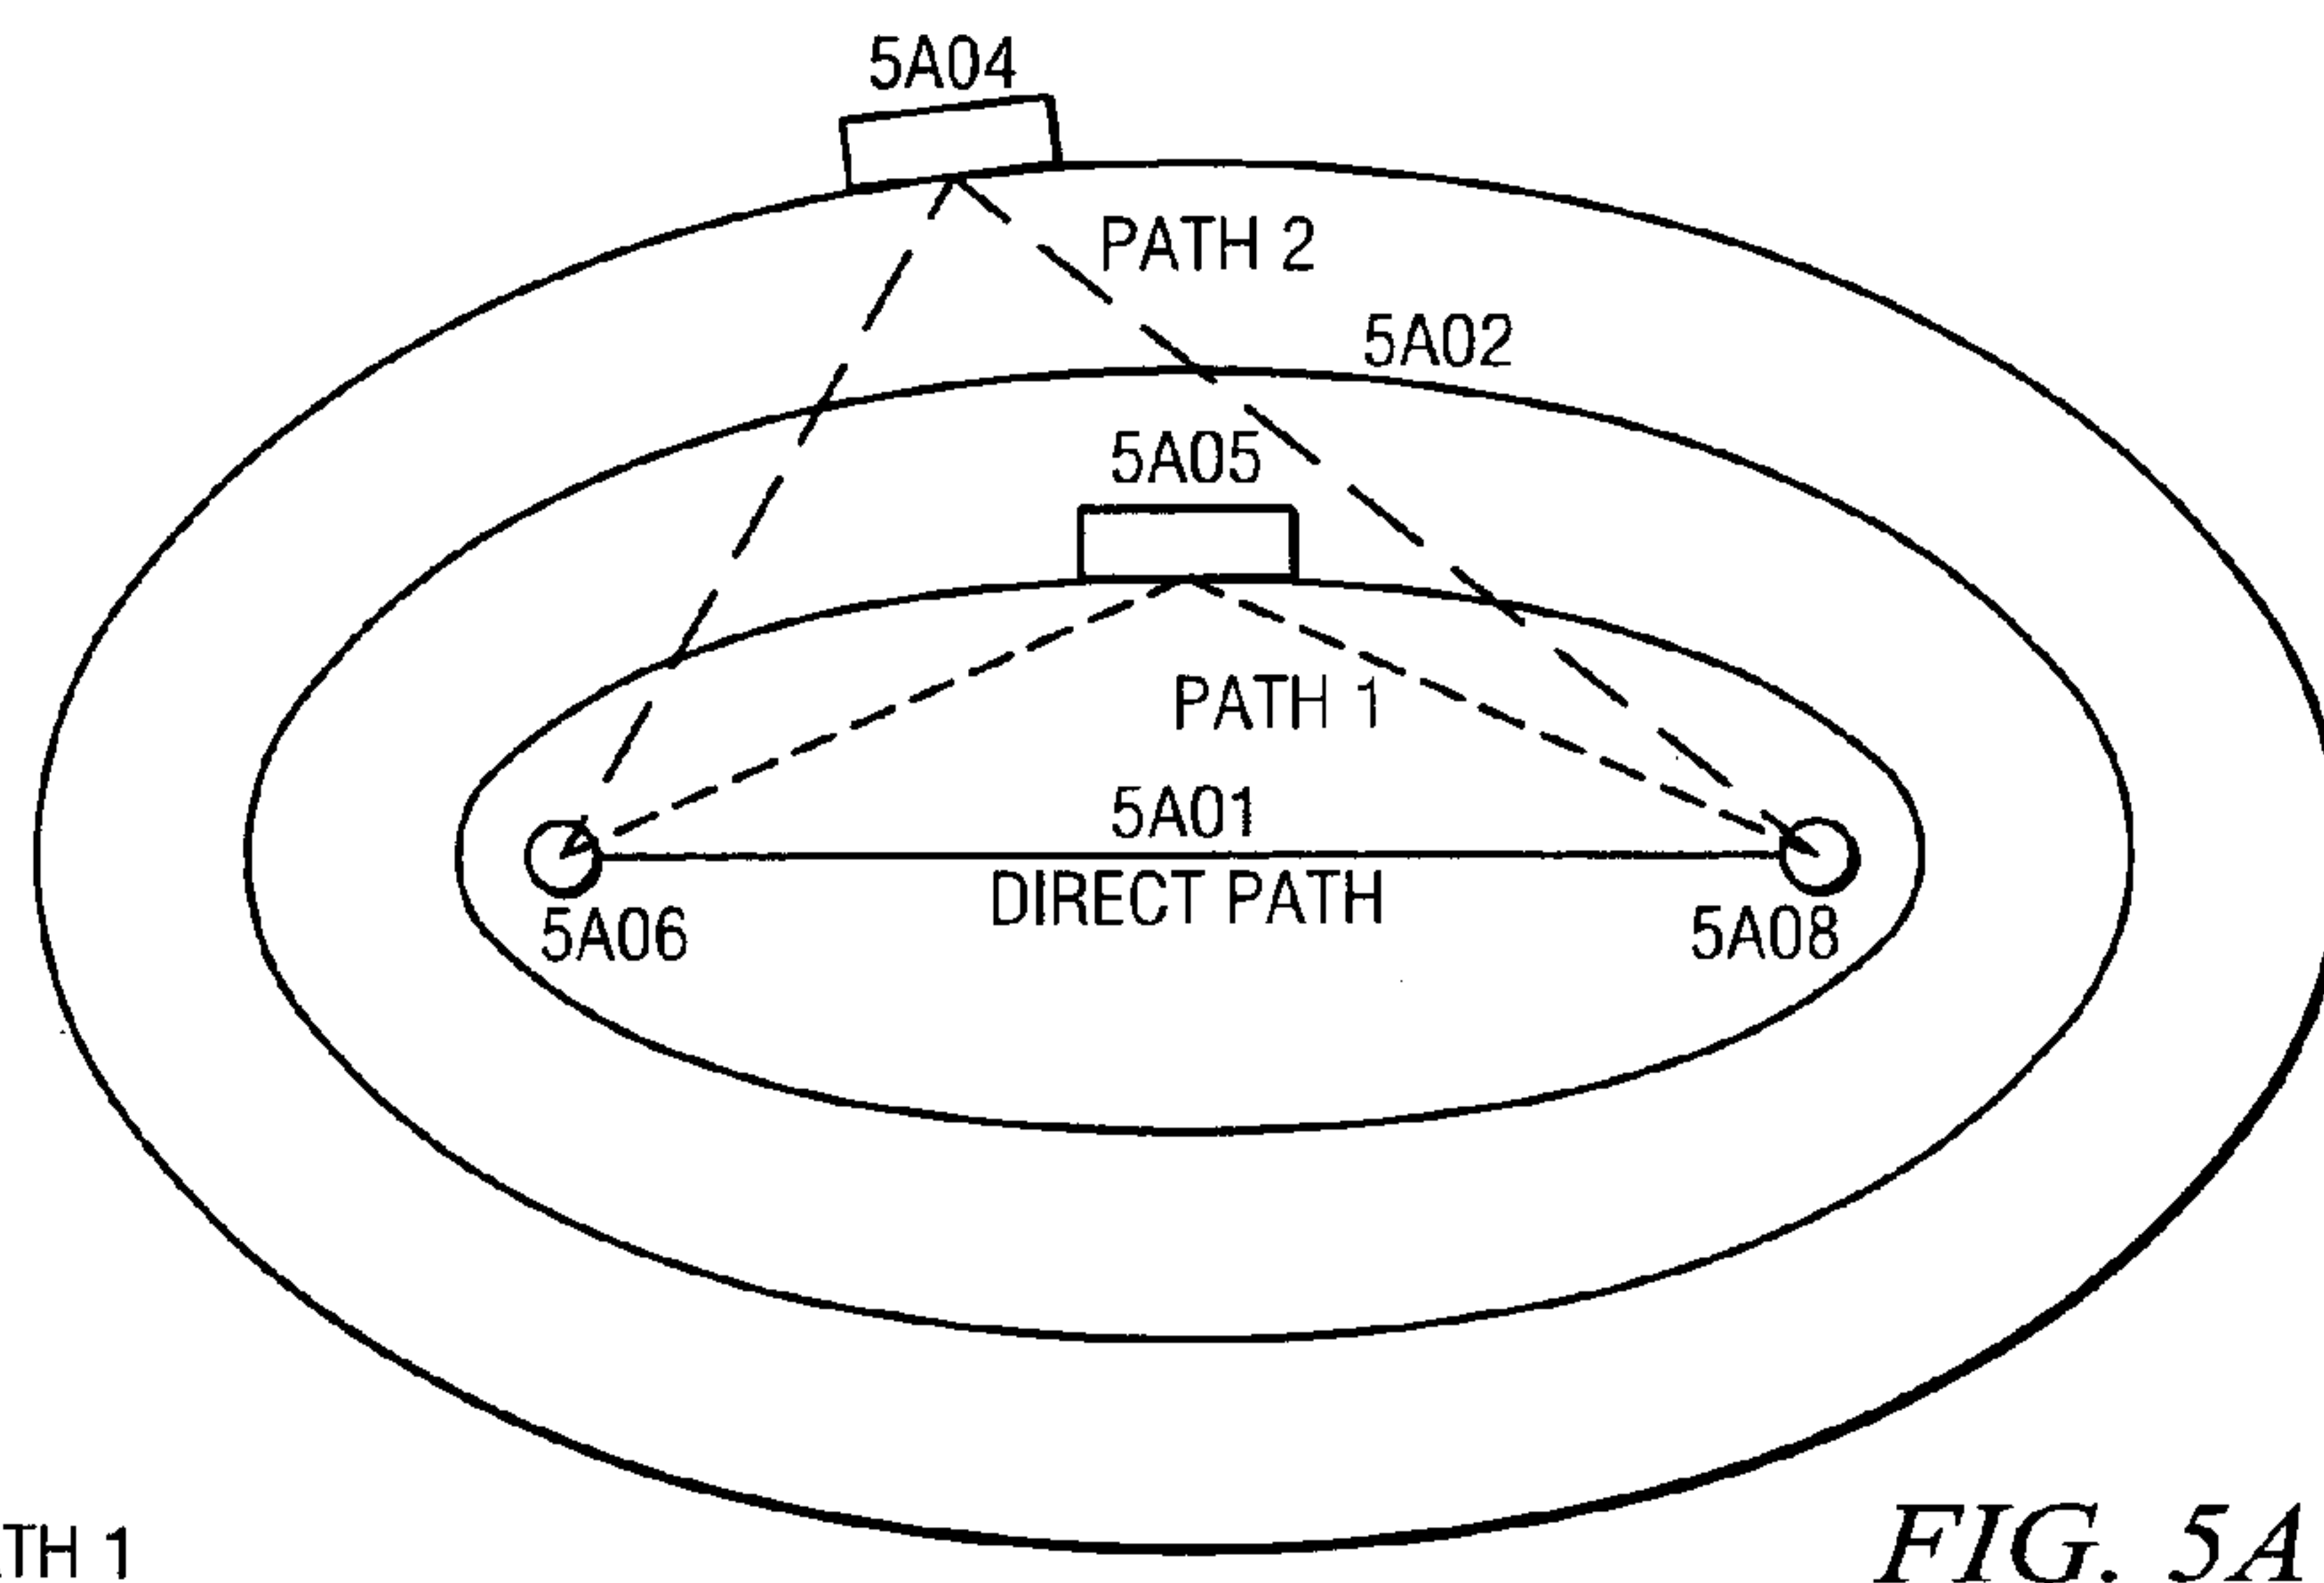 5A04
PATH 2
5A02
5A05
PATH 1
5A01
DIRECT PATH
5A06
5A08
TH 1
FIG. 5A